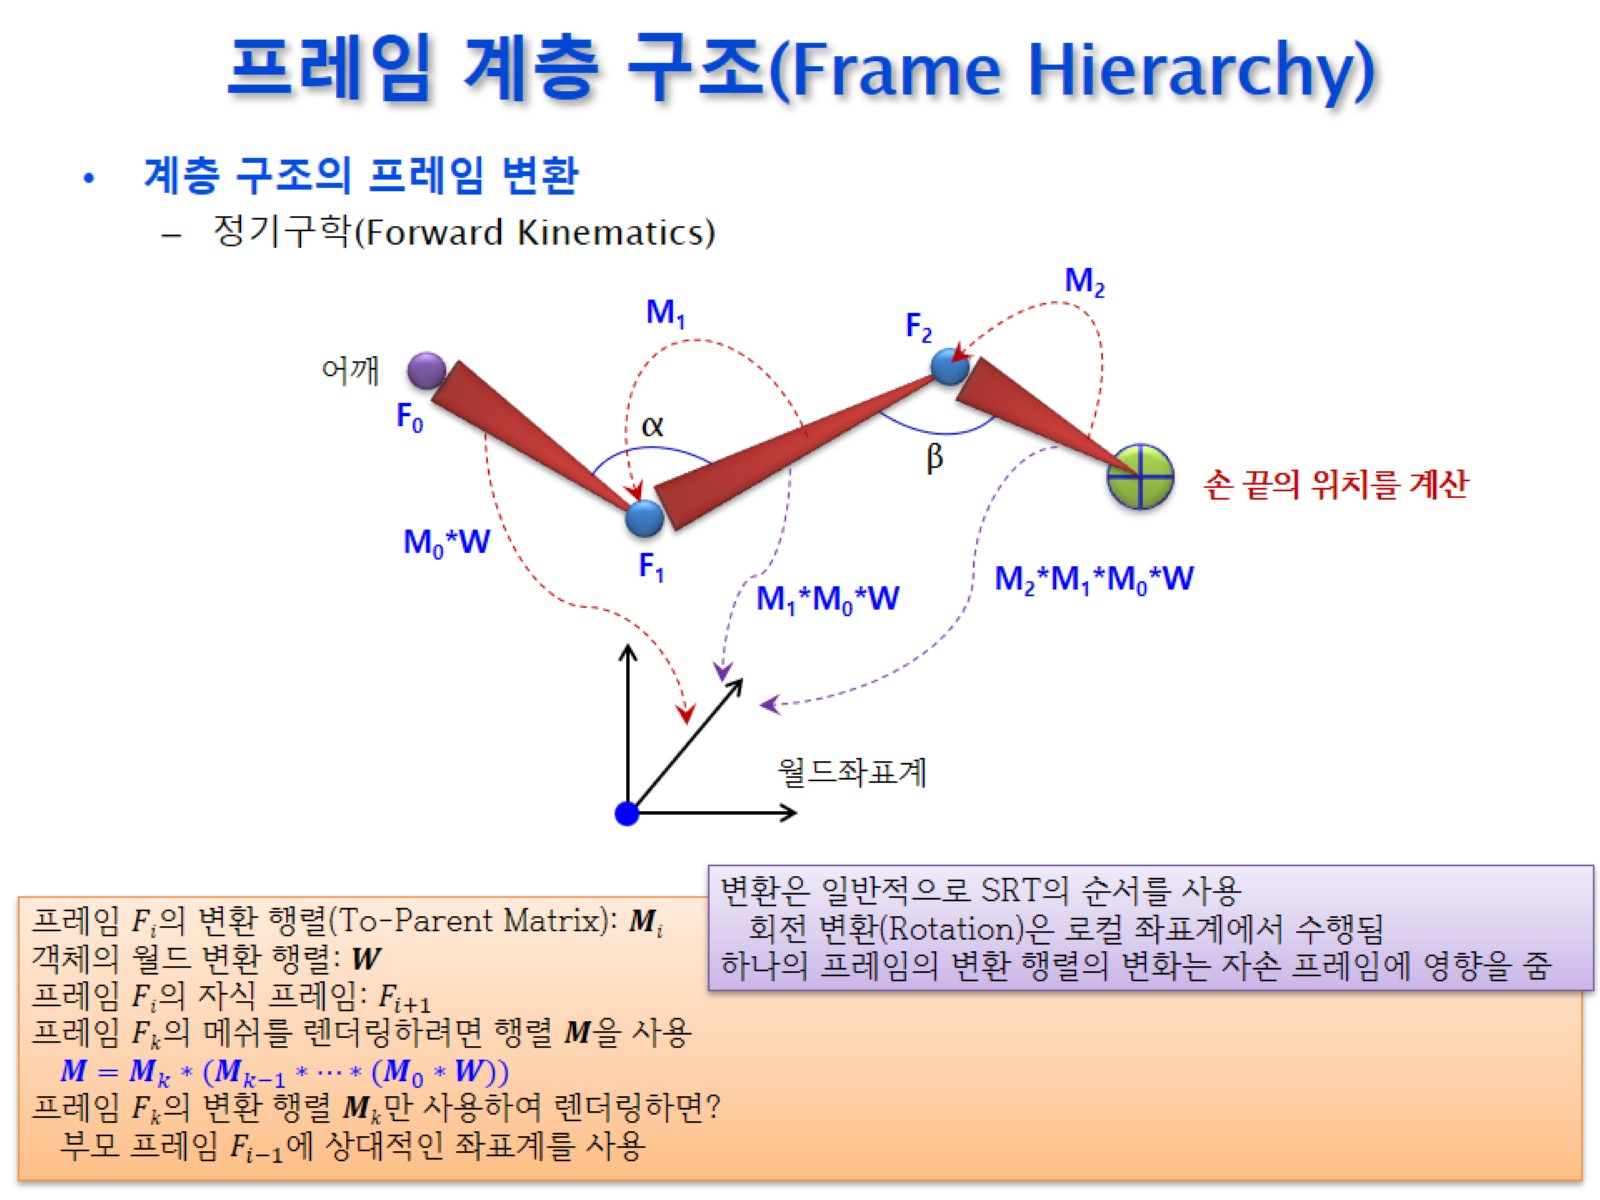 프레임 계층 구조(Frame Hierarchy)
• 계층 구조의 프레임 변환
– 정기구학(Forward Kinematics)
M₂
M₁
F₂
어깨
F₀
α
β
손 끝의 위치를 계산
M₀*W
F₁
M₁*M₀*W
M₂*M₁*M₀*W
월드좌표계
변환은 일반적으로 SRT의 순서를 사용
회전 변환(Rotation)은 로컬 좌표계에서 수행됨
하나의 프레임의 변환 행렬의 변화는 자손 프레임에 영향을 줌
프레임 Fᵢ의 변환 행렬(To-Parent Matrix): Mᵢ
객체의 월드 변환 행렬: W
프레임 Fᵢ의 자식 프레임: Fᵢ₊₁
프레임 Fₖ의 메쉬를 렌더링하려면 행렬 M을 사용
M = Mₖ * (Mₖ₋₁ * ⋯ * (M₀ * W))
프레임 Fₖ의 변환 행렬 Mₖ만 사용하여 렌더링하면?
부모 프레임 Fᵢ₋₁에 상대적인 좌표계를 사용